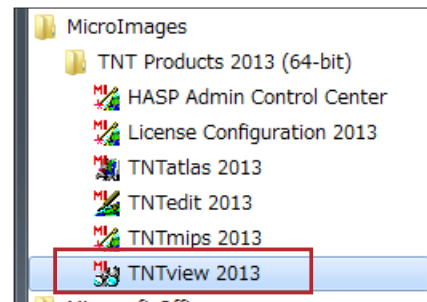 MicroImages
TNT Products 2013 (64-bit)
HASP Admin Control Center
License Configuration 2013
TNTatlas 2013
TNTedit 2013
TNTmips 2013
TNTview 2013